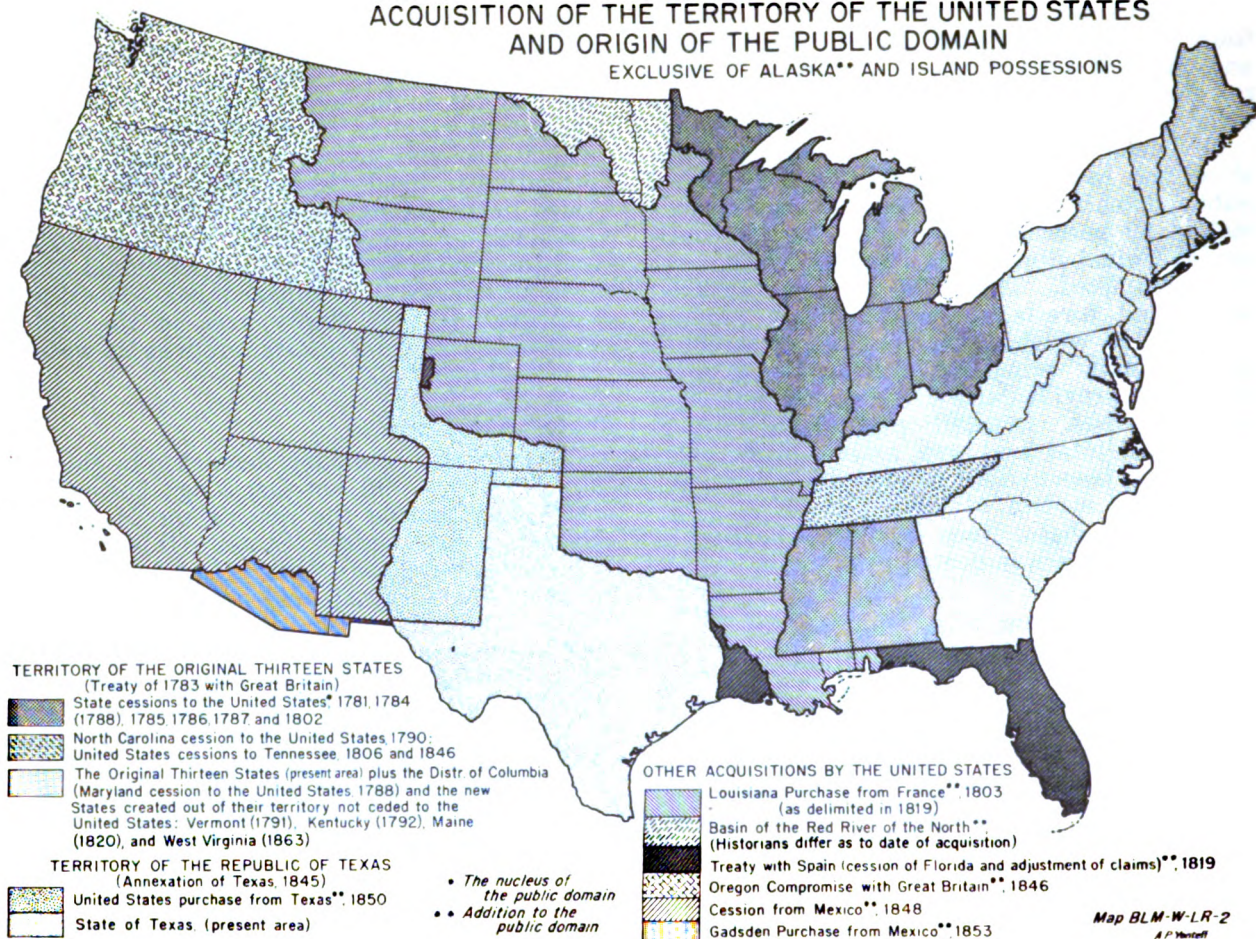 ACQUISITION OF THE TERRITORY OF THE UNITED STATES
AND ORIGIN OF THE PUBLIC DOMAIN
EXCLUSIVE OF ALASKA•• AND ISLAND POSSESSIONS
TERRITORY OF THE ORIGINAL THIRTEEN STATES
(Treaty of 1783 with Great Britain)
State cessions to the United States•, 1781, 1784
(1788), 1785, 1786, 1787, and 1802
North Carolina cession to the United States, 1790;
United States cessions to Tennessee, 1806 and 1846
The Original Thirteen States (present area) plus the Distr. of Columbia
(Maryland cession to the United States, 1788) and the new
States created out of their territory not ceded to the
United States: Vermont (1791), Kentucky (1792), Maine
(1820), and West Virginia (1863)
TERRITORY OF THE REPUBLIC OF TEXAS
(Annexation of Texas, 1845)
United States purchase from Texas••, 1850
State of Texas, (present area)
• The nucleus of
the public domain
•• Addition to the
public domain
OTHER ACQUISITIONS BY THE UNITED STATES
Louisiana Purchase from France••, 1803
(as delimited in 1819)
Basin of the Red River of the North••,
(Historians differ as to date of acquisition)
Treaty with Spain (cession of Florida and adjustment of claims)••, 1819
Oregon Compromise with Great Britain••, 1846
Cession from Mexico••, 1848
Gadsden Purchase from Mexico••, 1853
Map BLM-W-LR-2